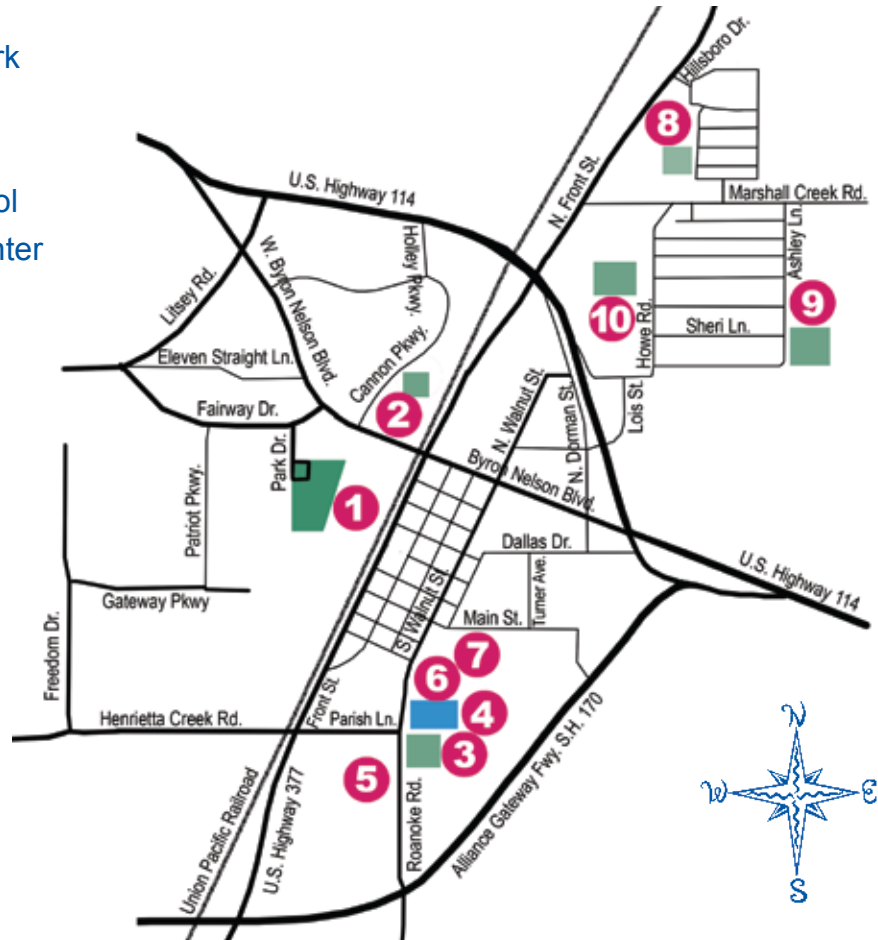 rk
ol
nter
Hillsboro Dr.
8
U.S. Highway 114
N. Front St.
Marshall Creek Rd.
Holley Pkwy.
Ashley Ln.
W. Byron Nelson Blvd.
Litsey Rd.
9
10
Howe Rd.
Sheri Ln.
Cannon Pkwy.
Eleven Straight Ln.
2
N. Walnut St.
N. Dorman St.
Lois St.
Fairway Dr.
Park Dr.
Byron Nelson Blvd.
Patriot Pkwy.
1
Dallas Dr.
U.S. Highway 114
Turner Ave.
Gateway Pkwy
S. Walnut St.
Main St.
Freedom Dr.
7
6
Front St.
4
Henrietta Creek Rd.
Parish Ln.
3
5
Alliance Gateway Fwy. S.H. 170
Roanoke Rd.
U.S. Highway 377
Union Pacific Railroad
N
W
E
S